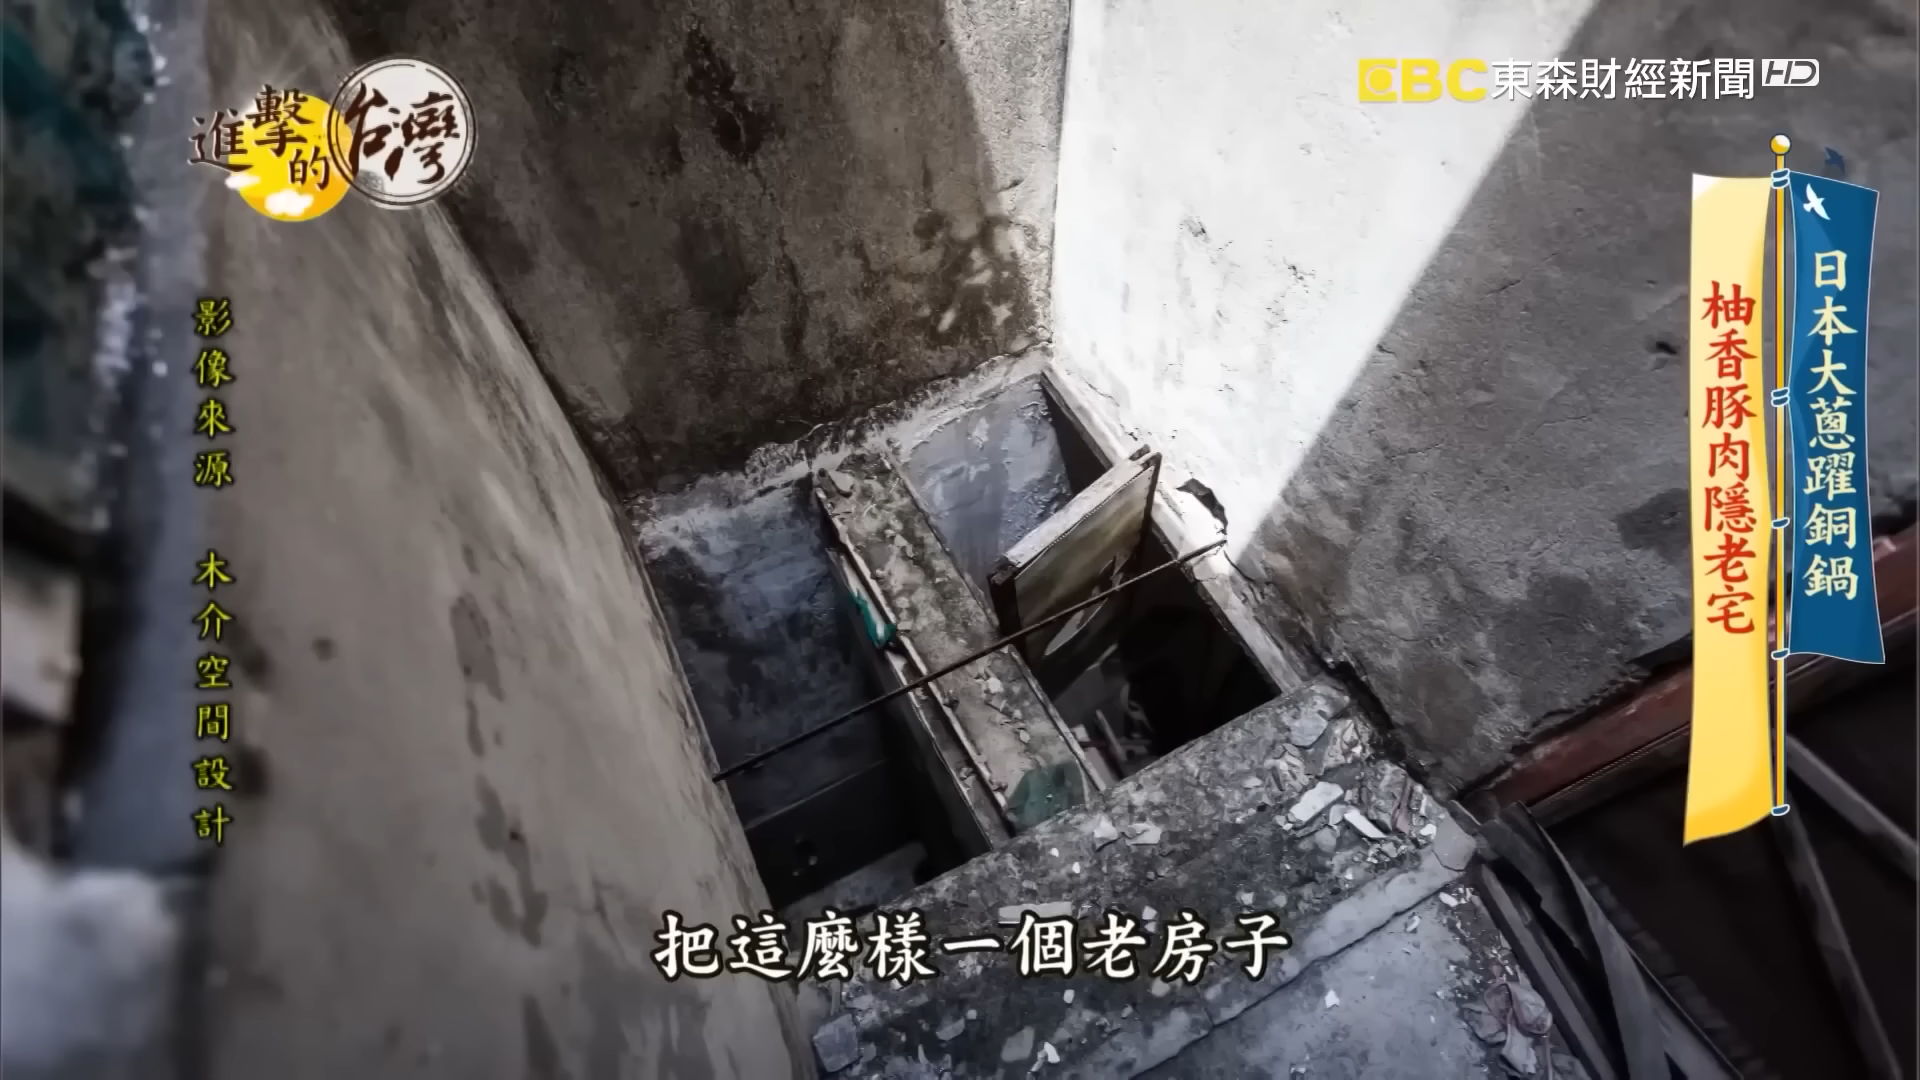 進擊的台灣
EBC東森財經新聞HD
日本大蔥躍銅鍋
柚香豚肉隱老宅
影像來源 木介空間設計
把這麼樣一個老房子